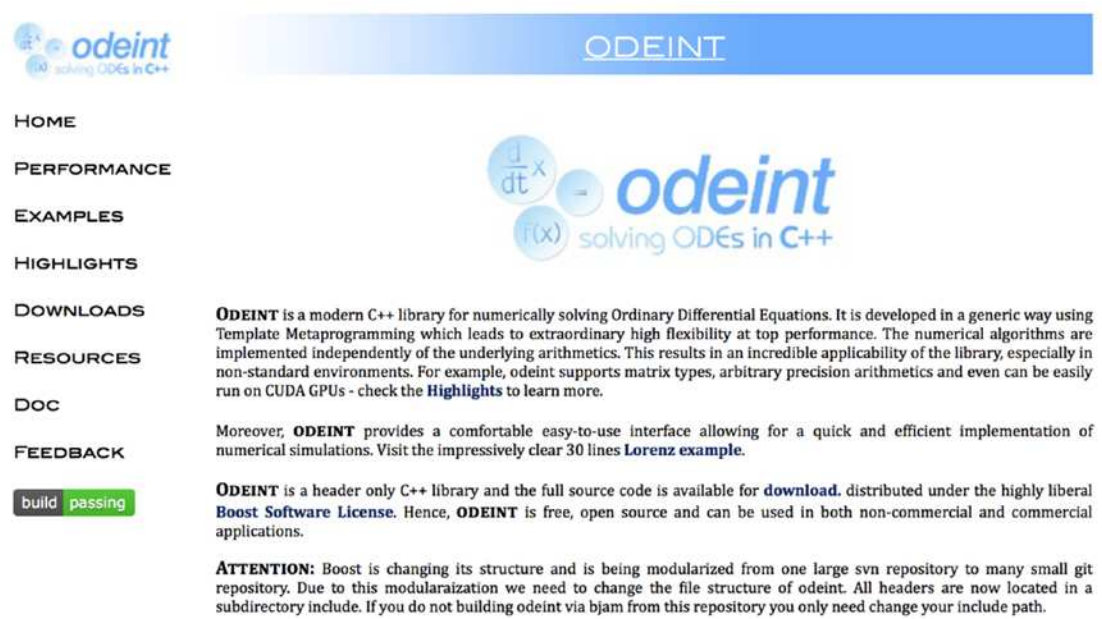 d/dt x
=
f(x)
odeint
solving ODEs in C++
ODEINT
HOME
PERFORMANCE
EXAMPLES
HIGHLIGHTS
DOWNLOADS
RESOURCES
DOC
FEEDBACK
build passing
d/dt x
=
f(x)
odeint
solving ODEs in C++
ODEINT is a modern C++ library for numerically solving Ordinary Differential Equations. It is developed in a generic way using
Template Metaprogramming which leads to extraordinary high flexibility at top performance. The numerical algorithms are
implemented independently of the underlying arithmetics. This results in an incredible applicability of the library, especially in
non-standard environments. For example, odeint supports matrix types, arbitrary precision arithmetics and even can be easily
run on CUDA GPUs - check the Highlights to learn more.
Moreover, ODEINT provides a comfortable easy-to-use interface allowing for a quick and efficient implementation of
numerical simulations. Visit the impressively clear 30 lines Lorenz example.
ODEINT is a header only C++ library and the full source code is available for download. distributed under the highly liberal
Boost Software License. Hence, ODEINT is free, open source and can be used in both non-commercial and commercial
applications.
ATTENTION: Boost is changing its structure and is being modularized from one large svn repository to many small git
repository. Due to this modularaization we need to change the file structure of odeint. All headers are now located in a
subdirectory include. If you do not building odeint via bjam from this repository you only need change your include path.